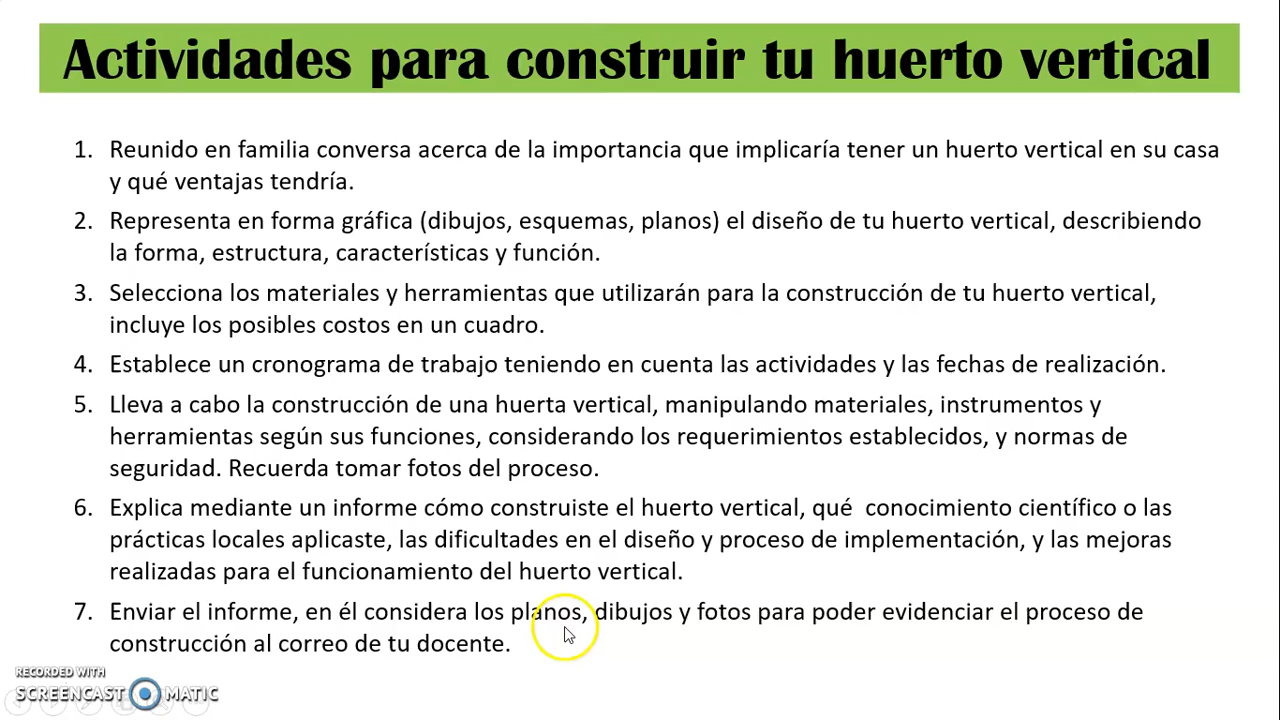 Actividades para construir tu huerto vertical
1. Reunido en familia conversa acerca de la importancia que implicaría tener un huerto vertical en su casa
y qué ventajas tendría.
2. Representa en forma gráfica (dibujos, esquemas, planos) el diseño de tu huerto vertical, describiendo
la forma, estructura, características y función.
3. Selecciona los materiales y herramientas que utilizarán para la construcción de tu huerto vertical,
incluye los posibles costos en un cuadro.
4. Establece un cronograma de trabajo teniendo en cuenta las actividades y las fechas de realización.
5. Lleva a cabo la construcción de una huerta vertical, manipulando materiales, instrumentos y
herramientas según sus funciones, considerando los requerimientos establecidos, y normas de
seguridad. Recuerda tomar fotos del proceso.
6. Explica mediante un informe cómo construiste el huerto vertical, qué conocimiento científico o las
prácticas locales aplicaste, las dificultades en el diseño y proceso de implementación, y las mejoras
realizadas para el funcionamiento del huerto vertical.
7. Enviar el informe, en él considera los planos, dibujos y fotos para poder evidenciar el proceso de
construcción al correo de tu docente.
RECORDED WITH
SCREENCAST MATIC